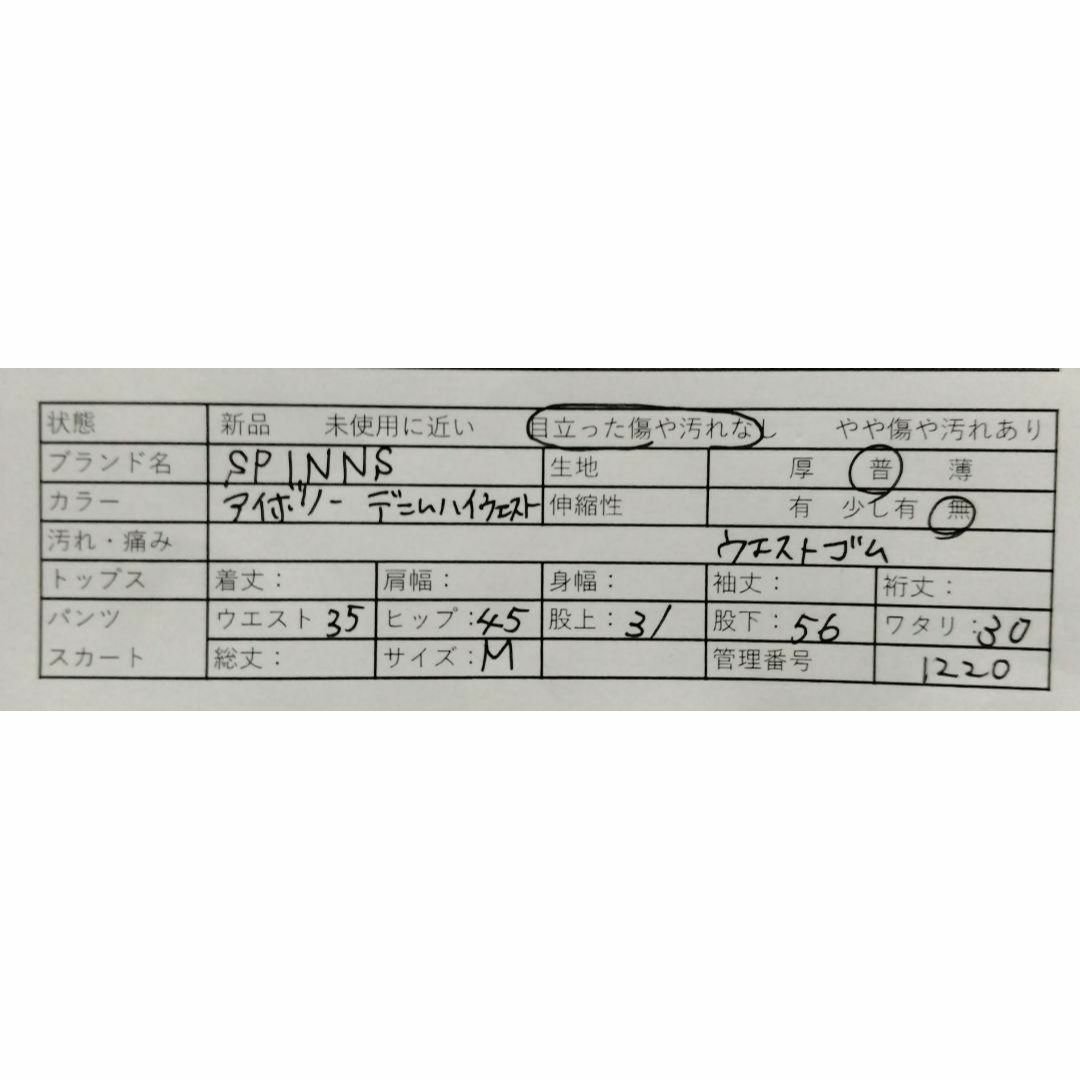 状態 新品 未使用に近い 目立った傷や汚れなし やや傷や汚れあり
ブランド名 SPINNS 生地 厚 普 薄
カラー アイボリー デニムハイウエスト 伸縮性 有 少し有 無
汚れ・痛み ウエストゴム
トップス 着丈： 肩幅： 身幅： 袖丈： 裄丈：
パンツ ウエスト 35 ヒップ：45 股上：31 股下：56 ワタリ：30
スカート 総丈： サイズ：M 管理番号 1220